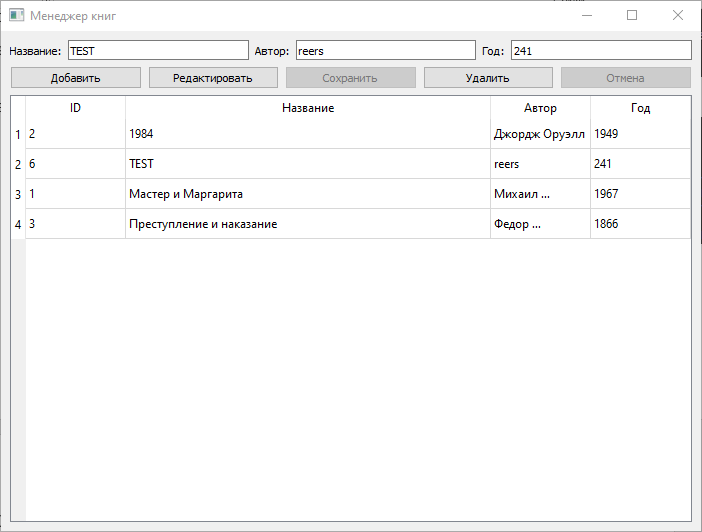 Менеджер книг
Название: TEST Автор: reers Год: 241
Добавить Редактировать Сохранить Удалить Отмена
ID Название Автор Год
1 2 1984 Джордж Оруэлл 1949
2 6 TEST reers 241
3 1 Мастер и Маргарита Михаил ... 1967
4 3 Преступление и наказание Федор ... 1866